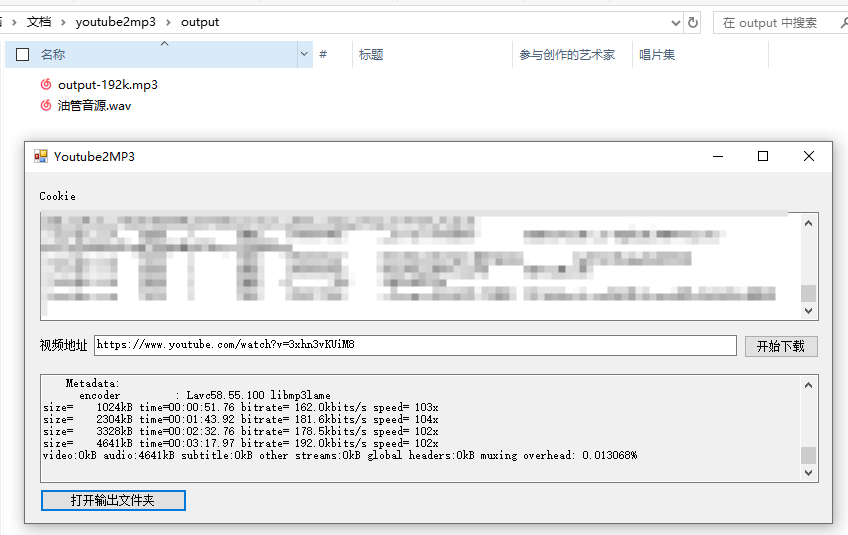 文档 › youtube2mp3 › output
在 output 中搜索
名称 # 标题 参与创作的艺术家 唱片集
output-192k.mp3
油管音源.wav
Youtube2MP3
Cookie
视频地址 https://www.youtube.com/watch?v=3xhn3vKUiM8 开始下载
Metadata:
encoder : Lavc58.55.100 libmp3lame
size= 1024kB time=00:00:51.76 bitrate= 162.0kbits/s speed= 103x
size= 2304kB time=00:01:43.92 bitrate= 181.6kbits/s speed= 104x
size= 3328kB time=00:02:32.76 bitrate= 178.5kbits/s speed= 102x
size= 4641kB time=00:03:17.97 bitrate= 192.0kbits/s speed= 102x
video:0kB audio:4641kB subtitle:0kB other streams:0kB global headers:0kB muxing overhead: 0.013068%
打开输出文件夹